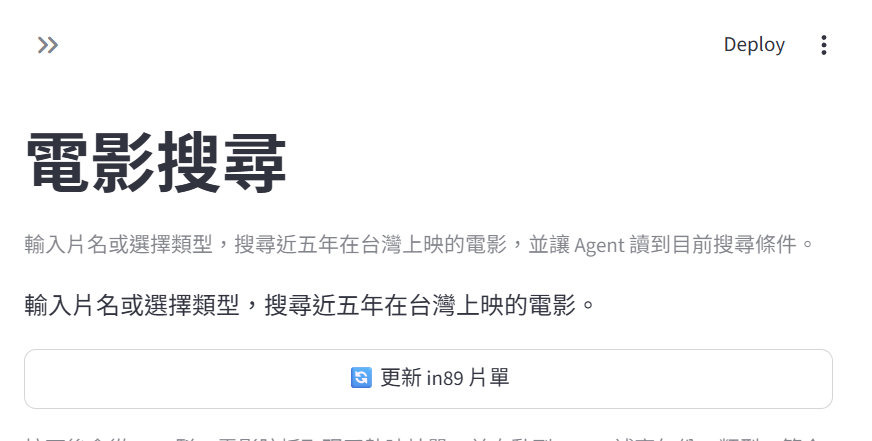 Deploy
電影搜尋
輸入片名或選擇類型，搜尋近五年在台灣上映的電影，並讓 Agent 讀到目前搜尋條件。
輸入片名或選擇類型，搜尋近五年在台灣上映的電影。
更新 in89 片單